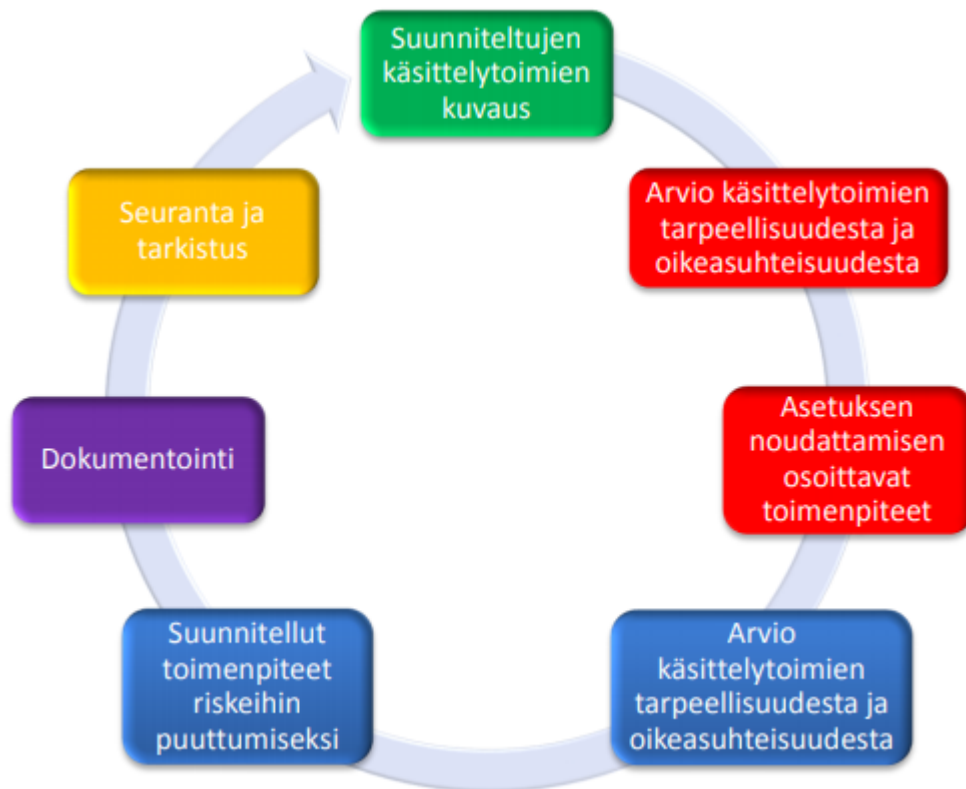 Suunniteltujen
käsittelytoimien
kuvaus
Arvio käsittelytoimien
tarpeellisuudesta ja
oikeasuhteisuudesta
Asetuksen
noudattamisen
osoittavat
toimenpiteet
Arvio
käsittelytoimien
tarpeellisuudesta ja
oikeasuhteisuudesta
Suunnitellut
toimenpiteet
riskeihin
puuttumiseksi
Dokumentointi
Seuranta ja
tarkistus